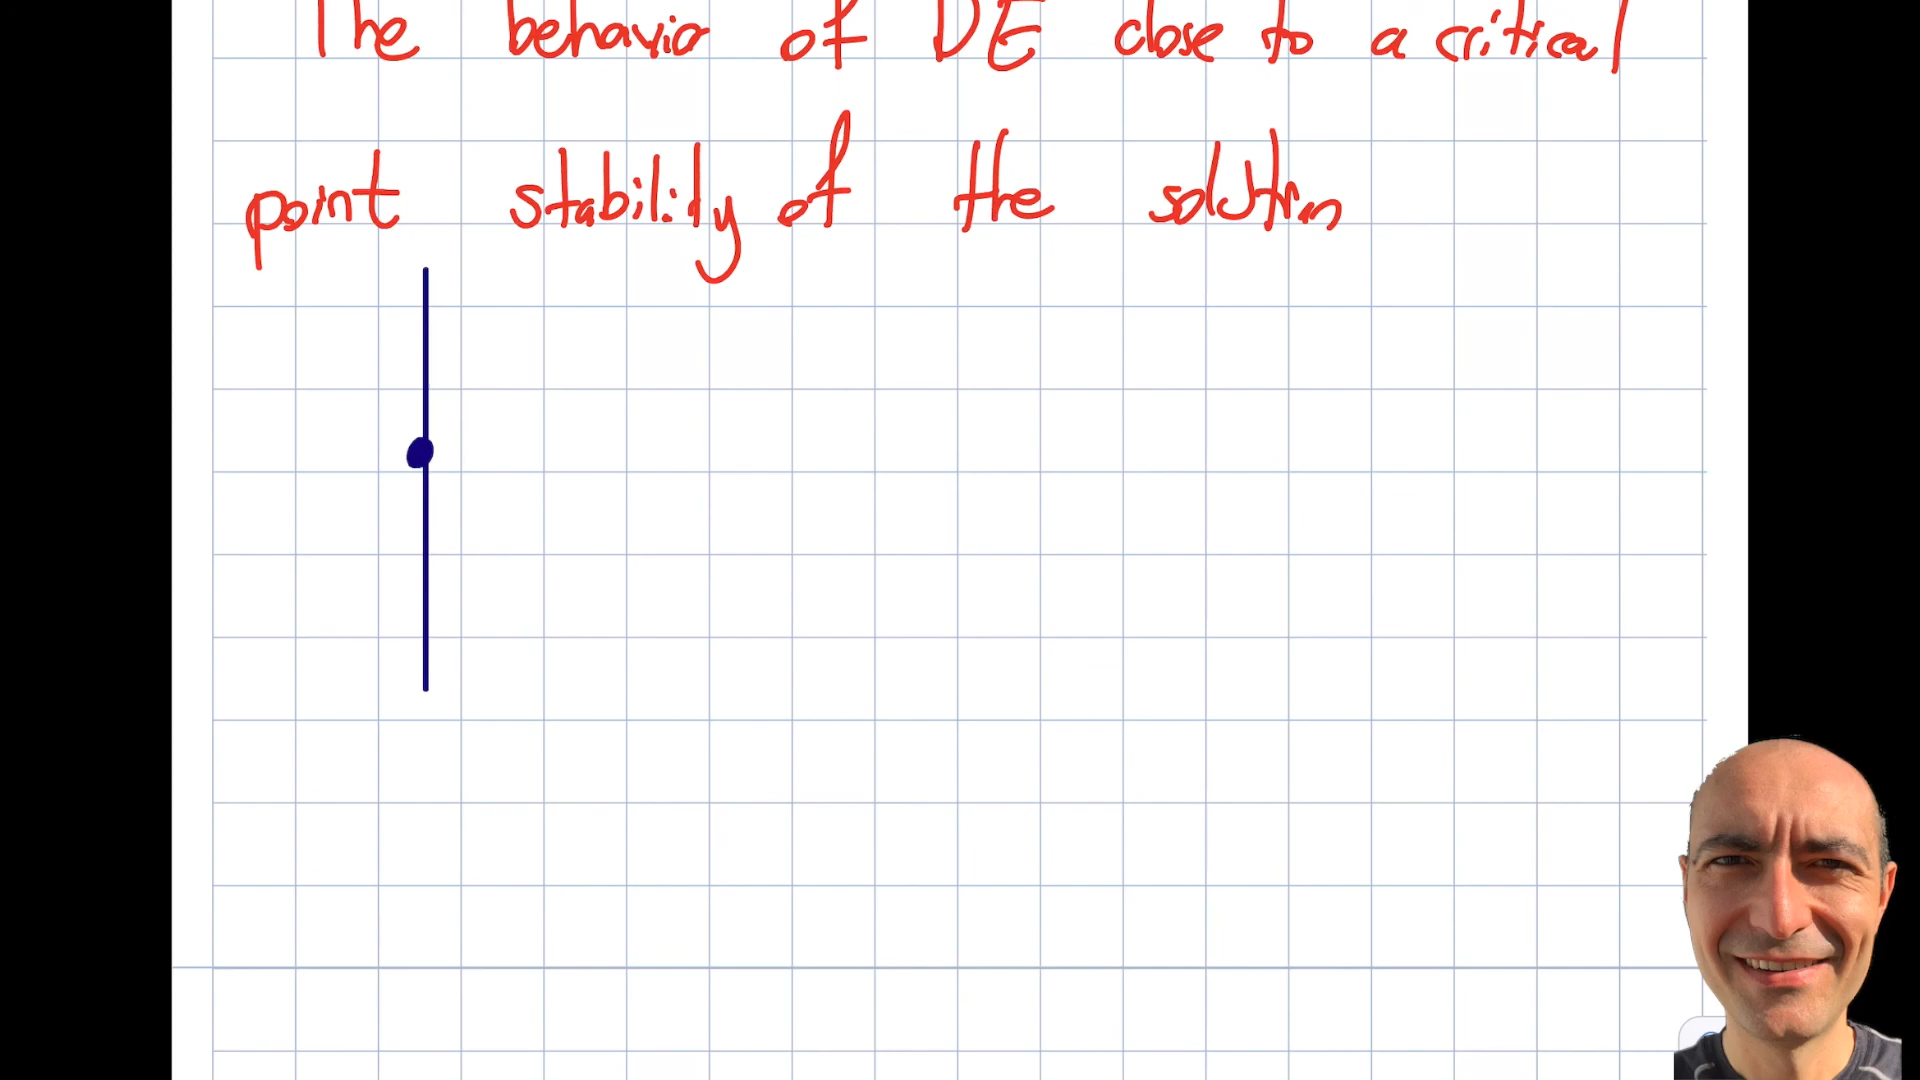 The behavior of DE close to a critical
point stability of the solution